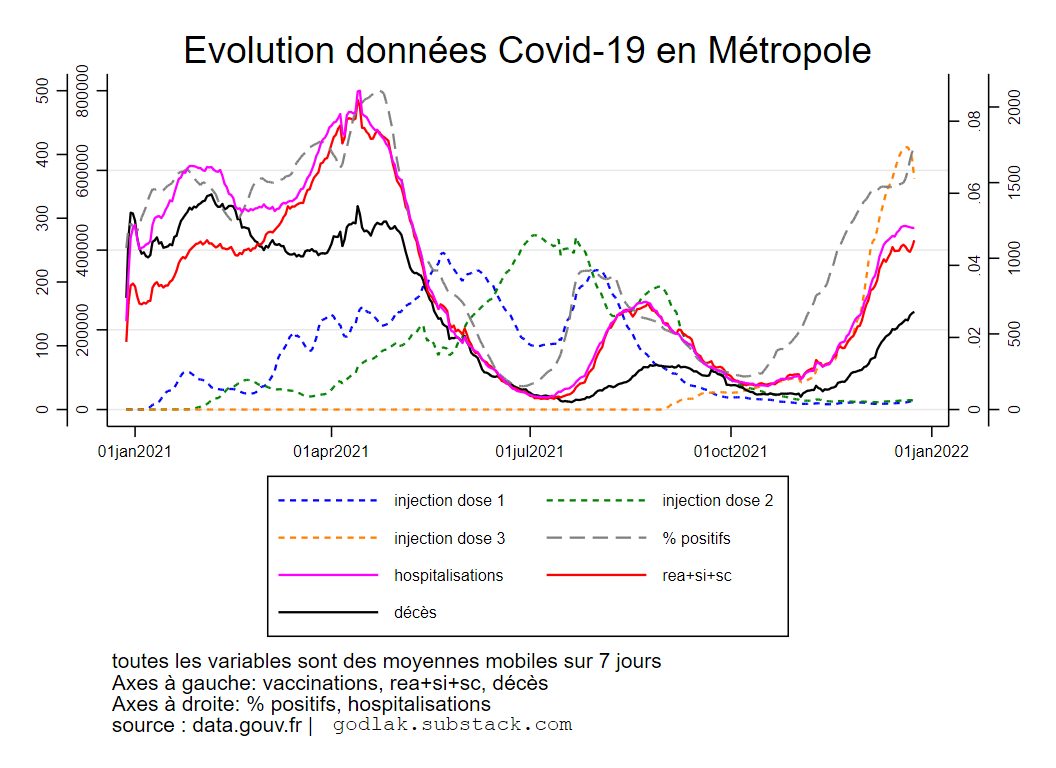 Evolution données Covid-19 en Métropole
500
400
300
200
100
0
800000
600000
400000
200000
0
.08
.06
.04
.02
0
2000
1500
1000
500
0
01jan2021 01apr2021 01jul2021 01oct2021 01jan2022
injection dose 1 injection dose 2
injection dose 3 % positifs
hospitalisations rea+si+sc
décès
toutes les variables sont des moyennes mobiles sur 7 jours
Axes à gauche: vaccinations, rea+si+sc, décès
Axes à droite: % positifs, hospitalisations
source : data.gouv.fr | godlak.substack.com